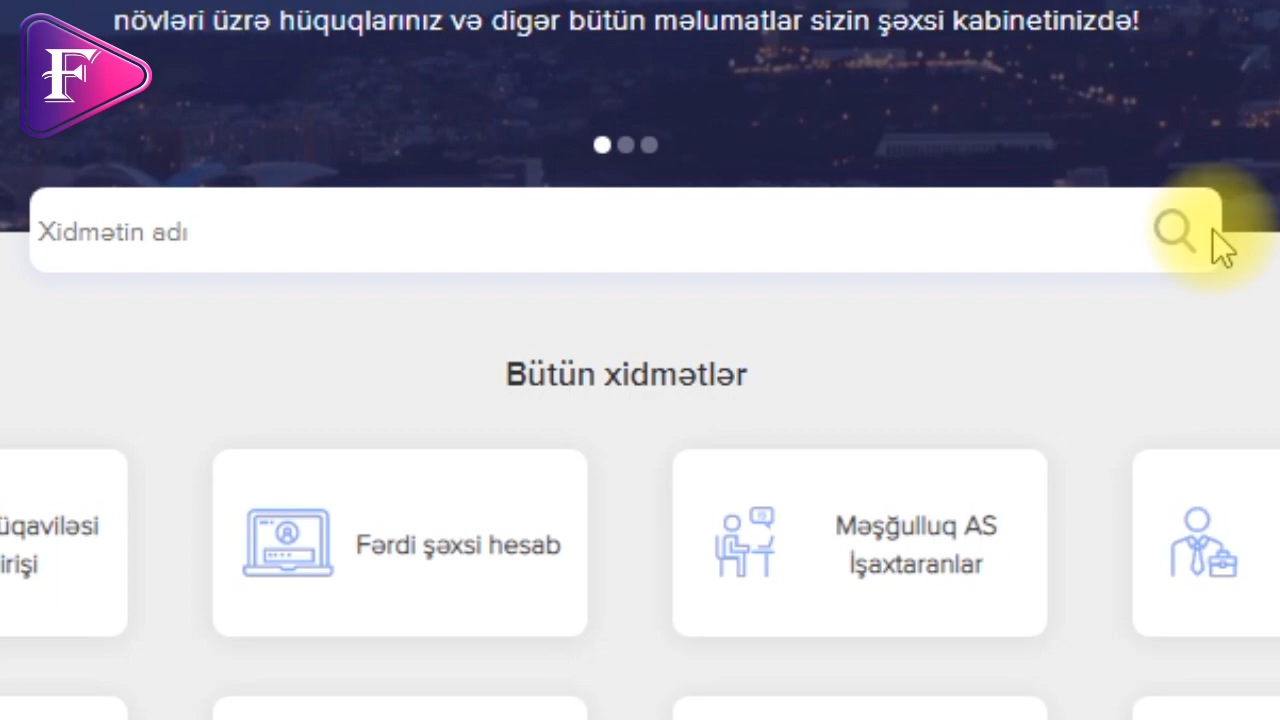 növləri üzrə hüquqlarınız və digər bütün məlumatlar sizin şəxsi kabinetinizdə!
F
Xidmətin adı
Bütün xidmətlər
Fərdi şəxsi hesab
Məşğulluq AS
İşaxtaranlar